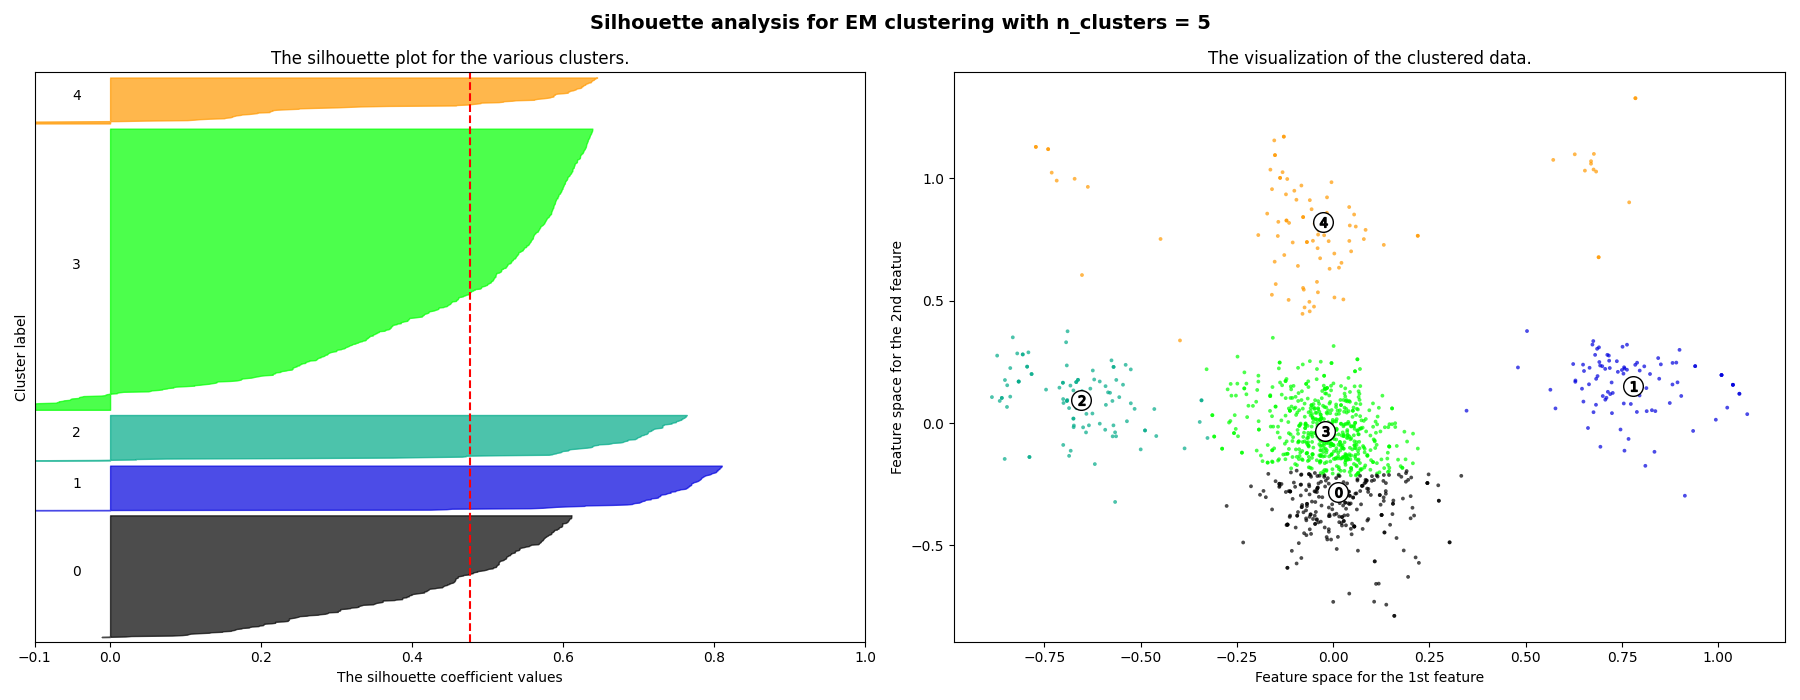 Silhouette analysis for EM clustering with n_clusters = 5
The silhouette plot for the various clusters.
Cluster label
4
3
2
1
0
−0.1 0.0 0.2 0.4 0.6 0.8 1.0
The silhouette coefficient values
The visualization of the clustered data.
Feature space for the 2nd feature
1.0
0.5
0.0
−0.5
4
2
1
3
0
−0.75 −0.50 −0.25 0.00 0.25 0.50 0.75 1.00
Feature space for the 1st feature